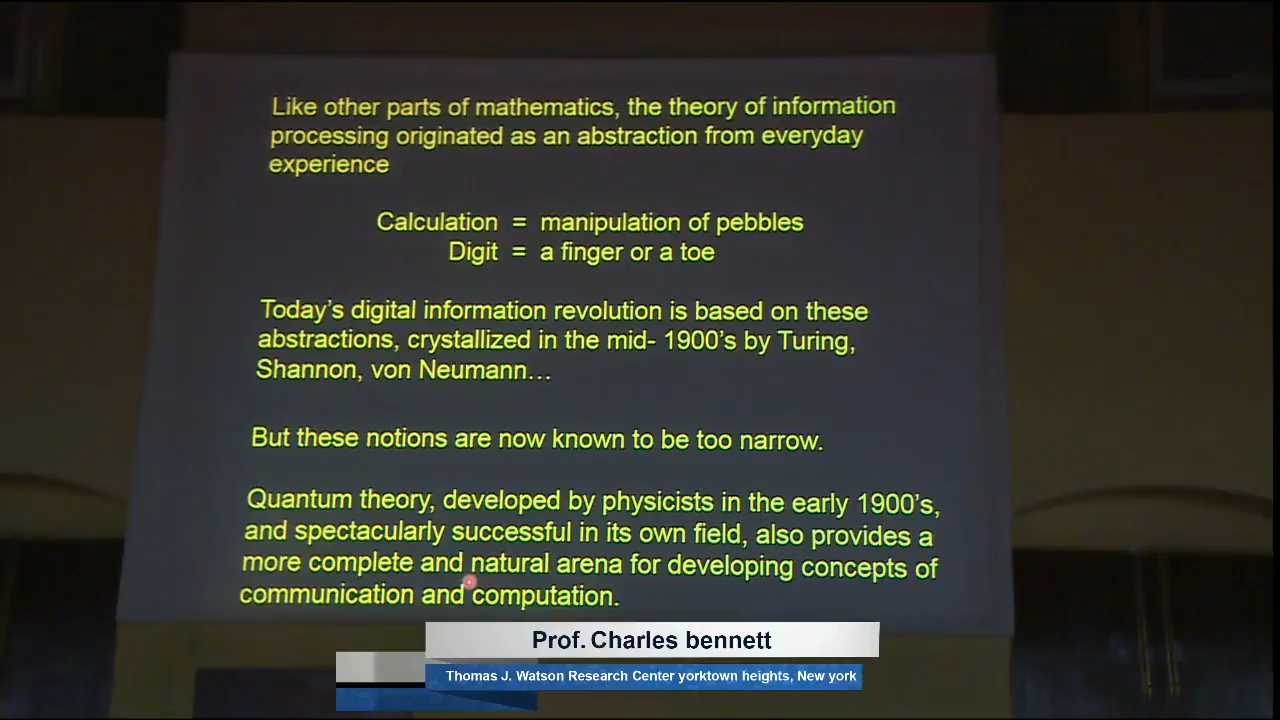 Like other parts of mathematics, the theory of information
processing originated as an abstraction from everyday
experience
Calculation = manipulation of pebbles
Digit = a finger or a toe
Today's digital information revolution is based on these
abstractions, crystallized in the mid- 1900's by Turing,
Shannon, von Neumann…
But these notions are now known to be too narrow.
Quantum theory, developed by physicists in the early 1900's,
and spectacularly successful in its own field, also provides a
more complete and natural arena for developing concepts of
communication and computation.
Prof. Charles bennett
Thomas J. Watson Research Center yorktown heights, New york